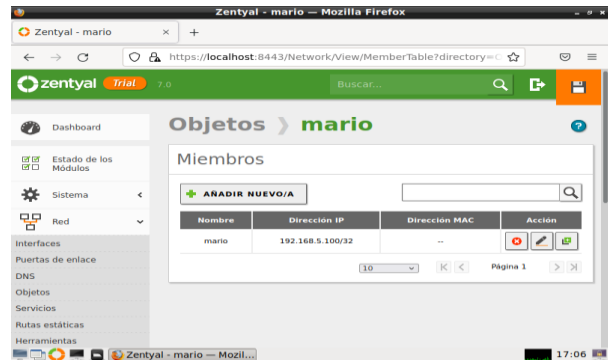 Zentyal - mario — Mozilla Firefox
Zentyal - mario × +
https://localhost:8443/Network/View/MemberTable?directory=
zentyal Trial 7.0 Buscar...
Dashboard
Estado de los
Módulos
Sistema
Red
Interfaces
Puertas de enlace
DNS
Objetos
Servicios
Rutas estáticas
Herramientas
Objetos mario ?
Miembros
+ AÑADIR NUEVO/A
Nombre Dirección IP Dirección MAC Acción
mario 192.168.5.100/32 --
10 Página 1
Zentyal - mario — Mozil... 17:06